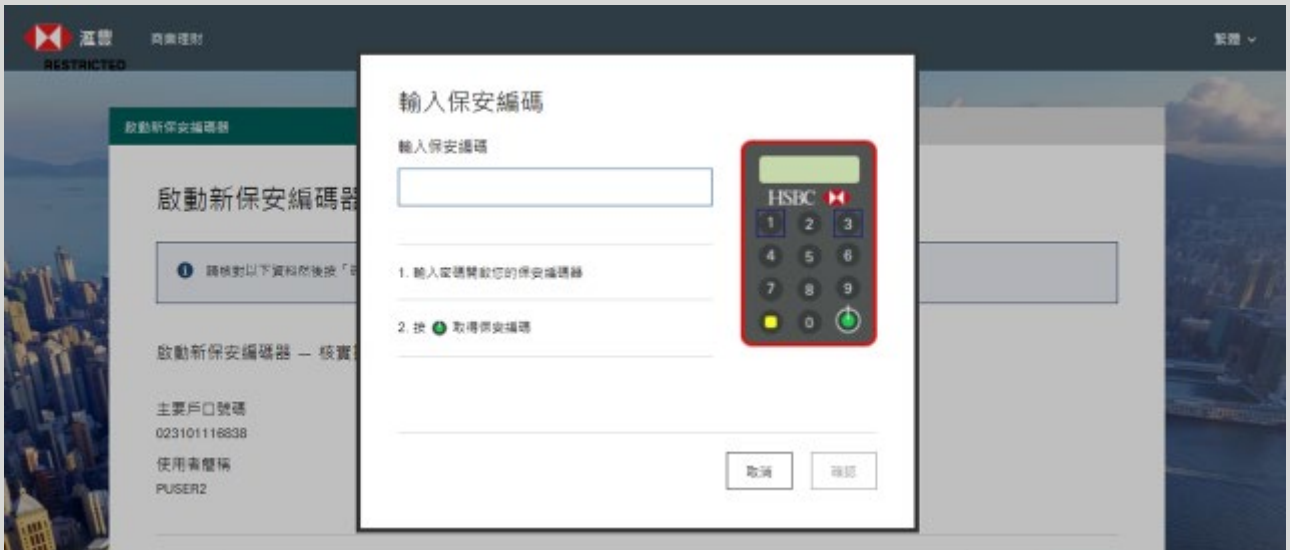 滙豐
商業理財
繁體
RESTRICTED
啟動新保安編碼器
啟動新保安編碼器
請核對以下資料然後按「
啟動新保安編碼器 — 核實
主要戶口號碼
023101116838
使用者簡稱
PUSER2
輸入保安編碼
輸入保安編碼
1. 輸入密碼開啟您的保安編碼器
2. 按 取得保安編碼
HSBC
1 2 3
4 5 6
7 8 9
0
取消
確認